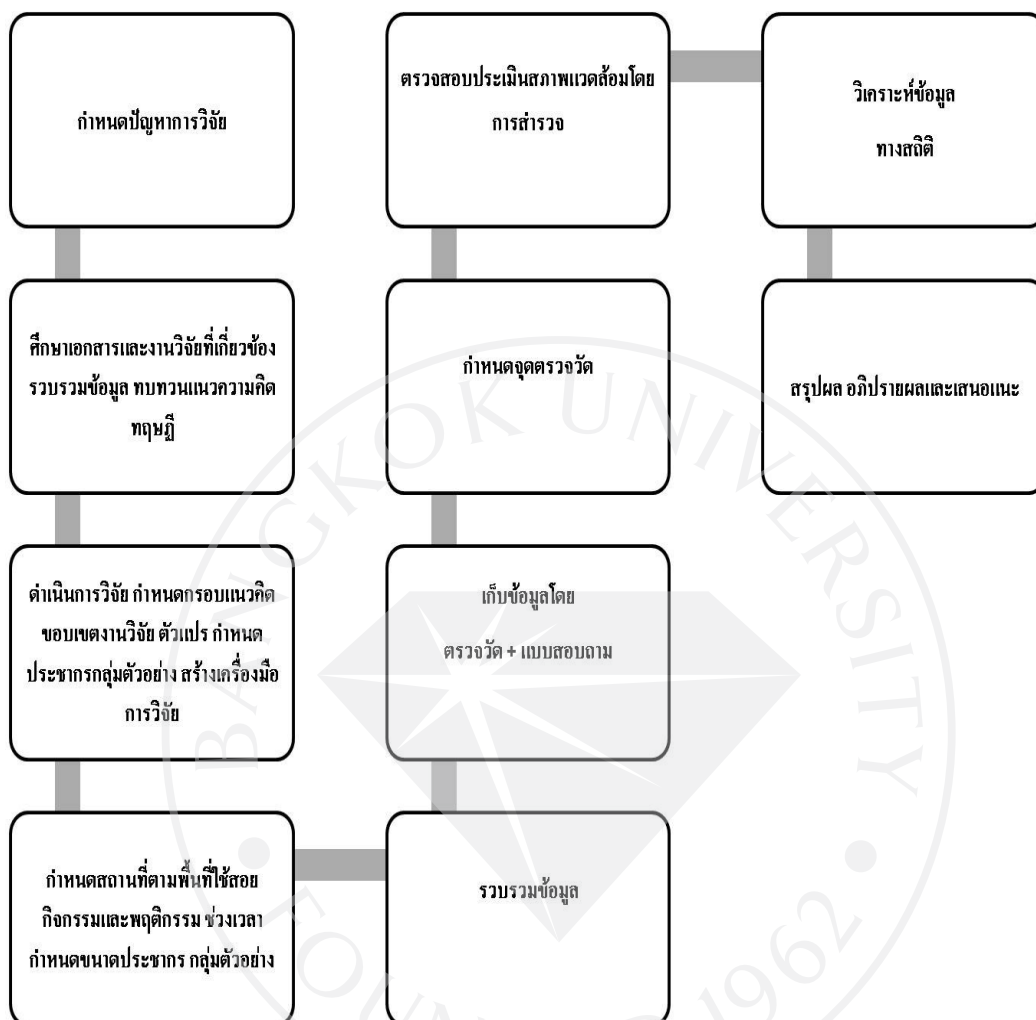 กำหนดปัญหาการวิจัย
ศึกษาเอกสารและงานวิจัยที่เกี่ยวข้อง
รวบรวมข้อมูล ทบทวนแนวความคิด
ทฤษฎี
ดำเนินการวิจัย กำหนดกรอบแนวคิด
ขอบเขตงานวิจัย ตัวแปร กำหนด
ประชากรกลุ่มตัวอย่าง สร้างเครื่องมือ
การวิจัย
กำหนดสถานที่ตามพื้นที่ใช้สอย
กิจกรรมและพฤติกรรม ช่วงเวลา
กำหนดขนาดประชากร กลุ่มตัวอย่าง
รวบรวมข้อมูล
เก็บข้อมูลโดย
ตรวจวัด + แบบสอบถาม
กำหนดจุดตรวจวัด
ตรวจสอบประเมินสภาพแวดล้อมโดย
การสำรวจ
วิเคราะห์ข้อมูล
ทางสถิติ
สรุปผล อภิปรายผลและเสนอแนะ
BANGKOK UNIVERSITY
1962